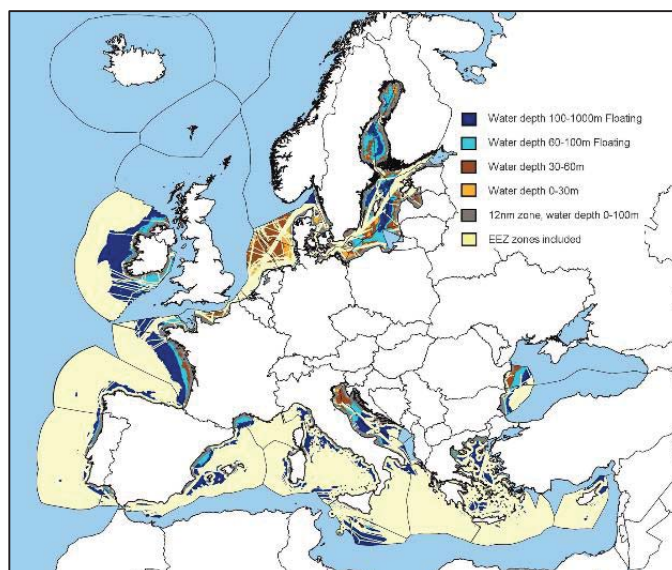 Water depth 100-1000m Floating
Water depth 60-100m Floating
Water depth 30-60m
Water depth 0-30m
12nm zone, water depth 0-100m
EEZ zones included